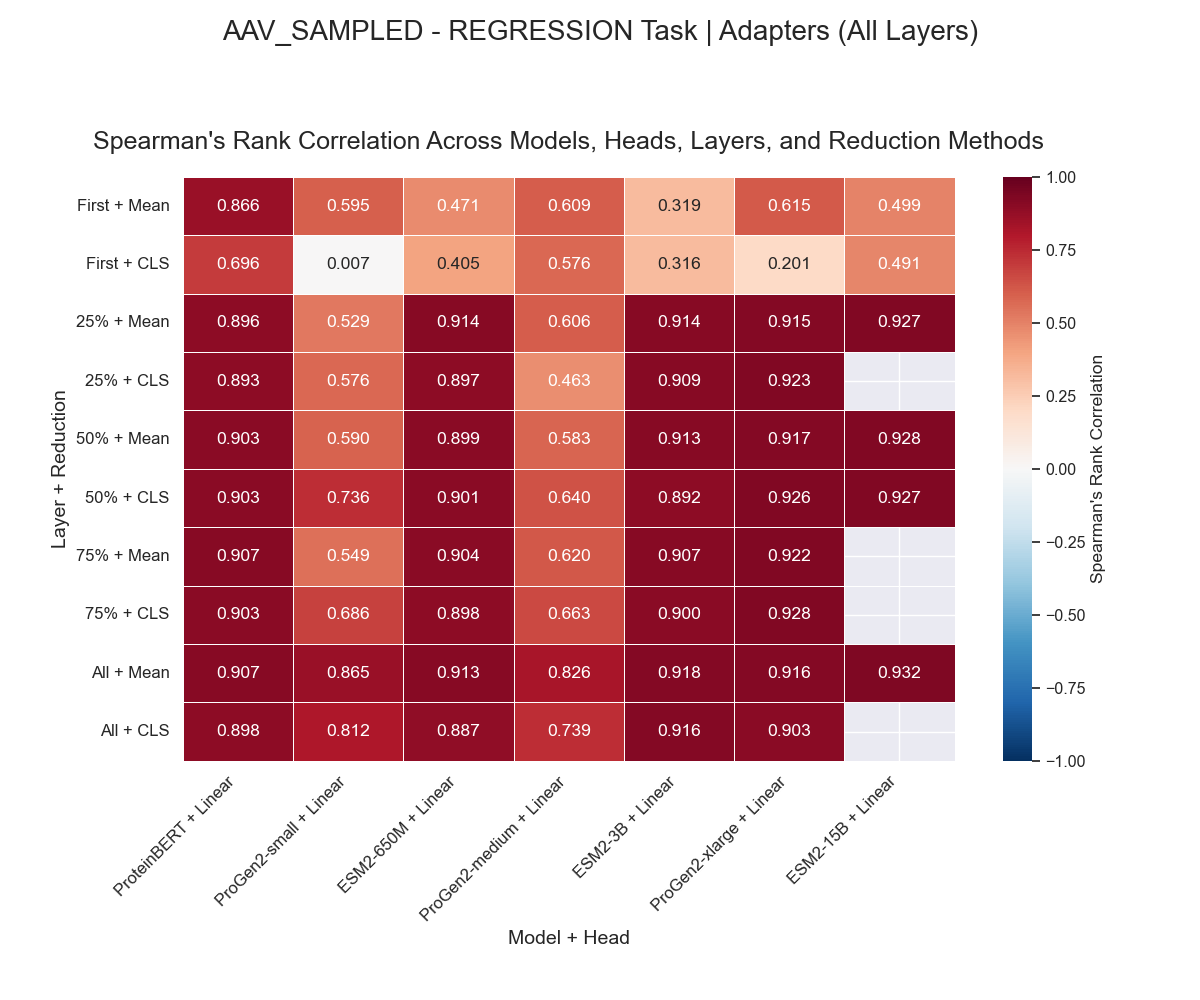 AAV_SAMPLED - REGRESSION Task | Adapters (All Layers)
Spearman's Rank Correlation Across Models, Heads, Layers, and Reduction Methods
Layer + Reduction
First + Mean 0.866 0.595 0.471 0.609 0.319 0.615 0.499
First + CLS 0.696 0.007 0.405 0.576 0.316 0.201 0.491
25% + Mean 0.896 0.529 0.914 0.606 0.914 0.915 0.927
25% + CLS 0.893 0.576 0.897 0.463 0.909 0.923
50% + Mean 0.903 0.590 0.899 0.583 0.913 0.917 0.928
50% + CLS 0.903 0.736 0.901 0.640 0.892 0.926 0.927
75% + Mean 0.907 0.549 0.904 0.620 0.907 0.922
75% + CLS 0.903 0.686 0.898 0.663 0.900 0.928
All + Mean 0.907 0.865 0.913 0.826 0.918 0.916 0.932
All + CLS 0.898 0.812 0.887 0.739 0.916 0.903
ProteinBERT + Linear
ProGen2-small + Linear
ESM2-650M + Linear
ProGen2-medium + Linear
ESM2-3B + Linear
ProGen2-xlarge + Linear
ESM2-15B + Linear
Model + Head
1.00
0.75
0.50
0.25
0.00
−0.25
−0.50
−0.75
−1.00
Spearman's Rank Correlation